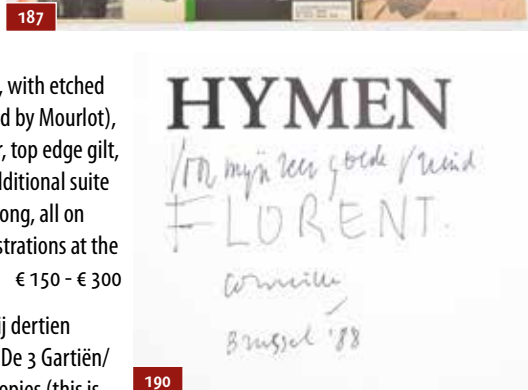 187
, with etched
d by Mourlot),
r, top edge gilt,
dditional suite
ong, all on
strations at the
€ 150 - € 300
ij dertien
De 3 Gartiën/
opies (this is
HYMEN
Voor mijn zeer goede vriend
FLORENT.
Corneille
Brussel '88
190